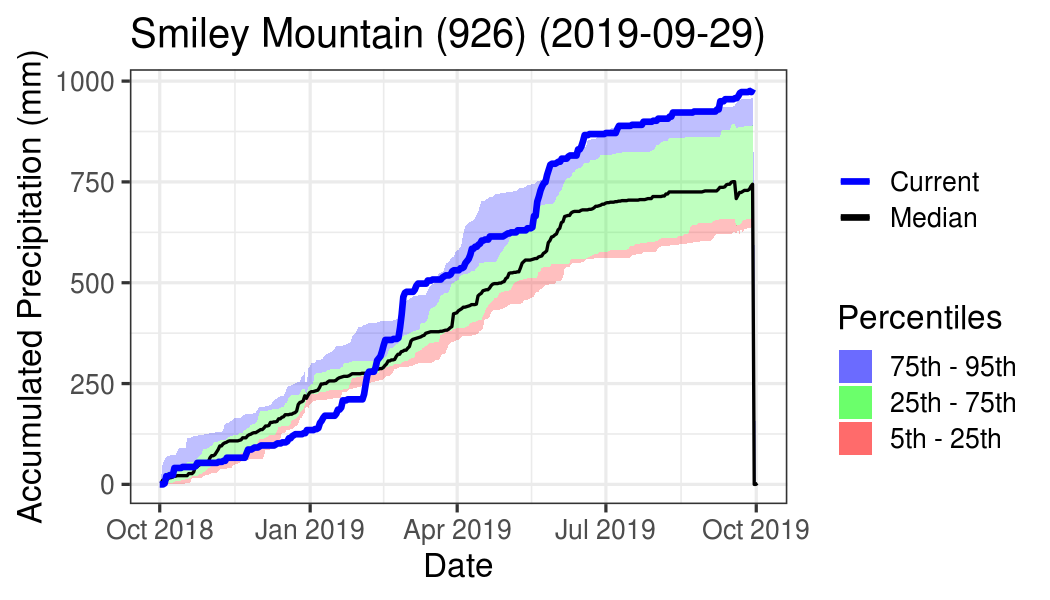 Smiley Mountain (926) (2019-09-29)
Accumulated Precipitation (mm)
1000
750
500
250
0
Oct 2018
Jan 2019
Apr 2019
Jul 2019
Oct 2019
Date
Current
Median
Percentiles
75th - 95th
25th - 75th
5th - 25th